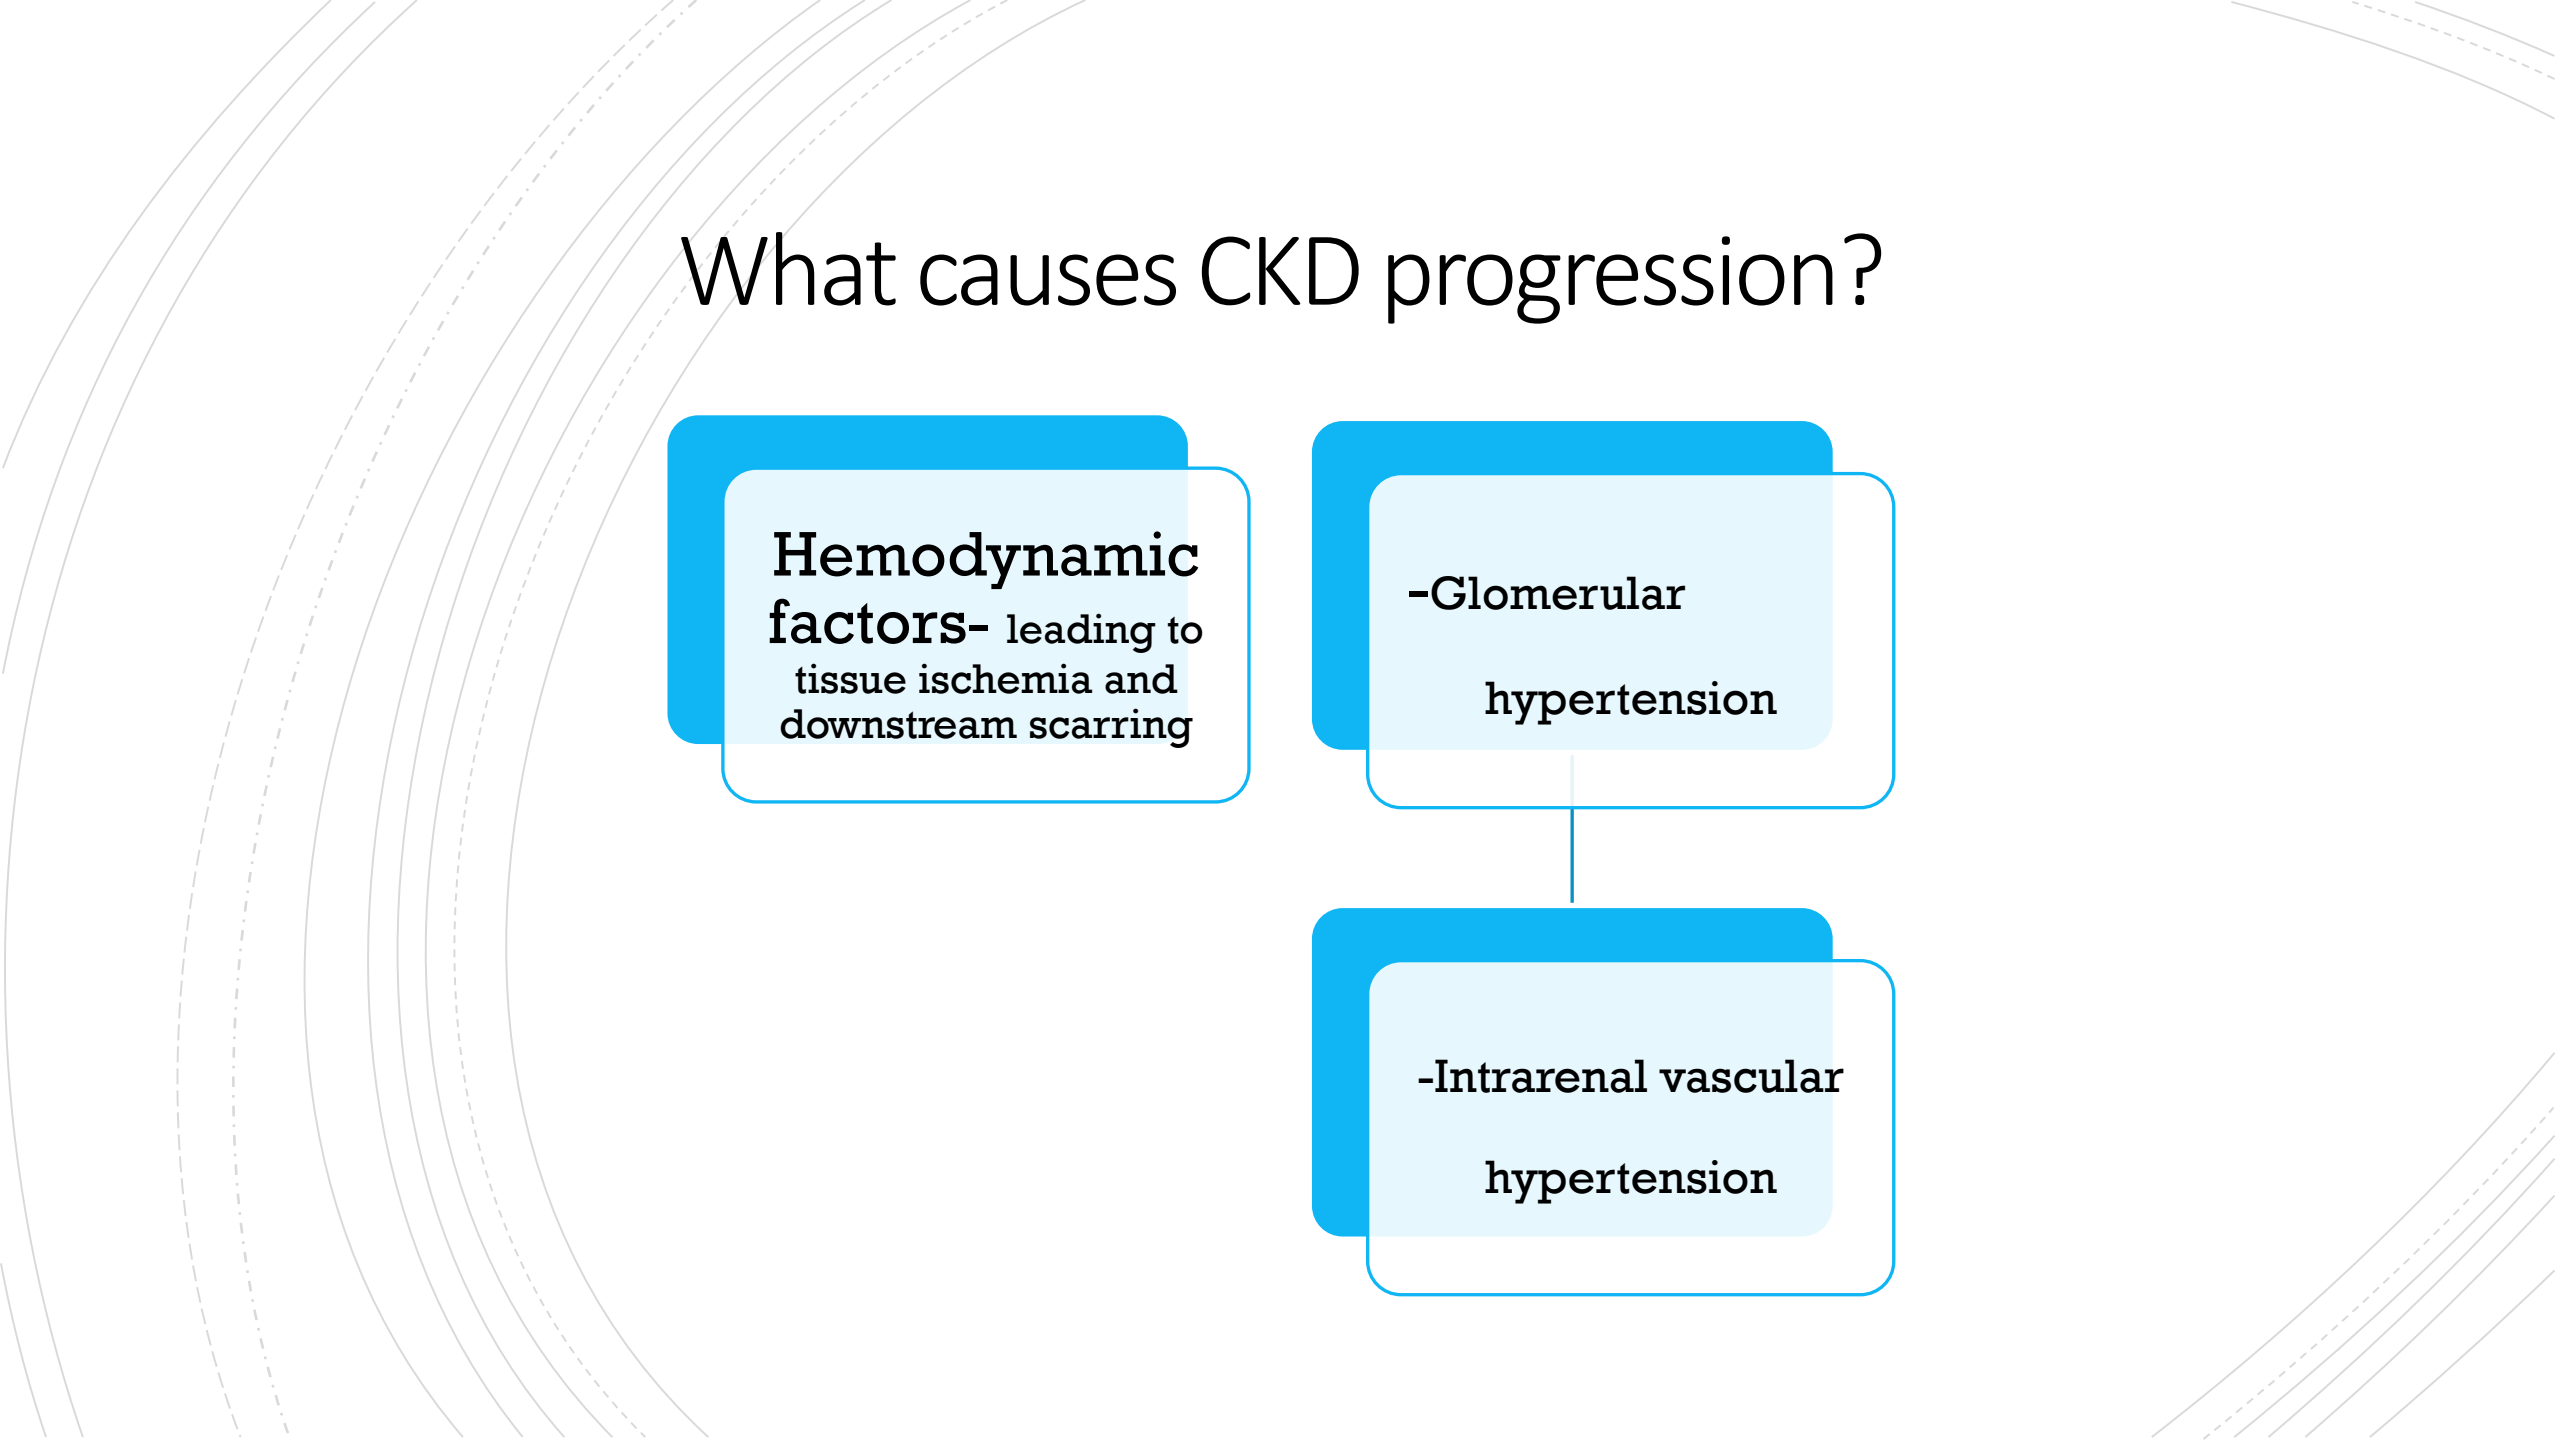 What causes CKD progression?
Hemodynamic
factors- leading to
tissue ischemia and
downstream scarring
-Glomerular
hypertension
-Intrarenal vascular
hypertension